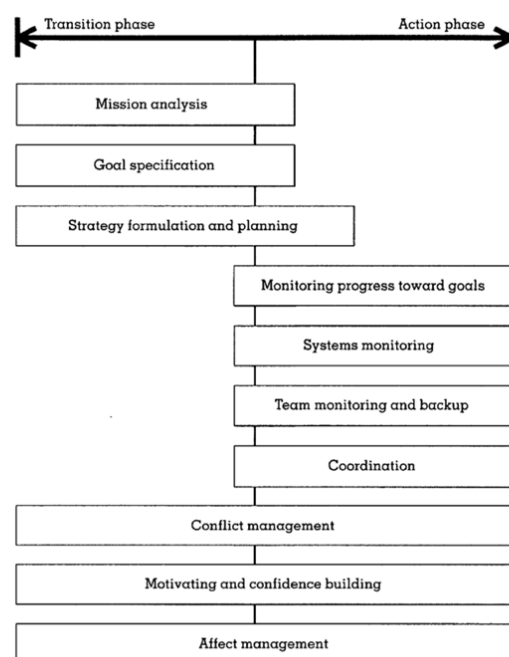 Transition phase
Action phase
Mission analysis
Goal specification
Strategy formulation and planning
Monitoring progress toward goals
Systems monitoring
Team monitoring and backup
Coordination
Conflict management
Motivating and confidence building
Affect management